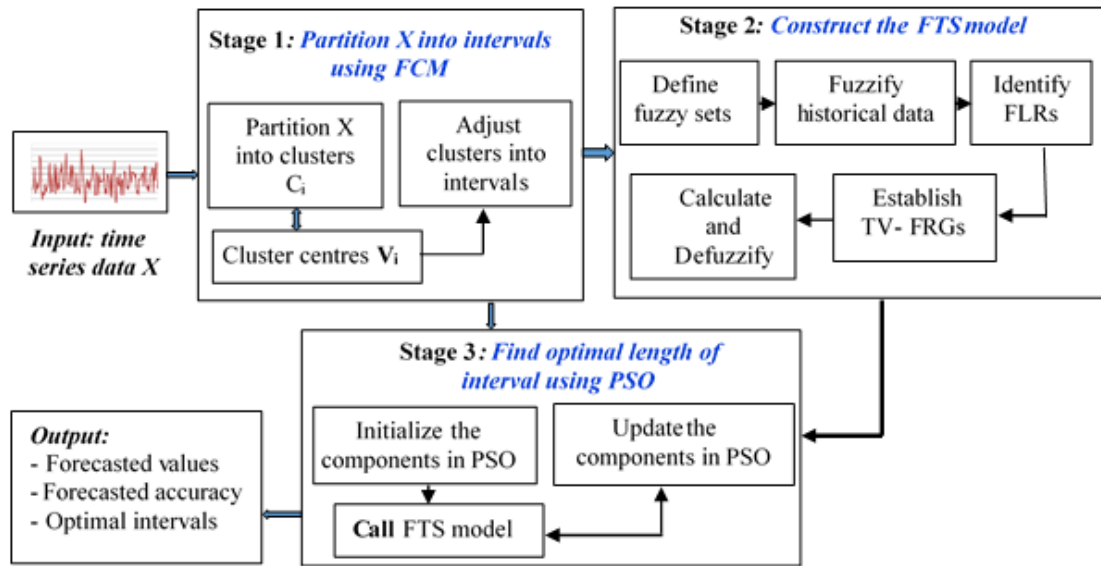 Input: time
series data X
Stage 1: Partition X into intervals
using FCM
Partition X
into clusters
Cᵢ
Cluster centres Vᵢ
Adjust
clusters into
intervals
Stage 2: Construct the FTS model
Define
fuzzy sets
Fuzzify
historical data
Identify
FLRs
Establish
TV- FRGs
Calculate
and
Defuzzify
Stage 3: Find optimal length of
interval using PSO
Initialize the
components in PSO
Call FTS model
Update the
components in PSO
Output:
- Forecasted values
- Forecasted accuracy
- Optimal intervals